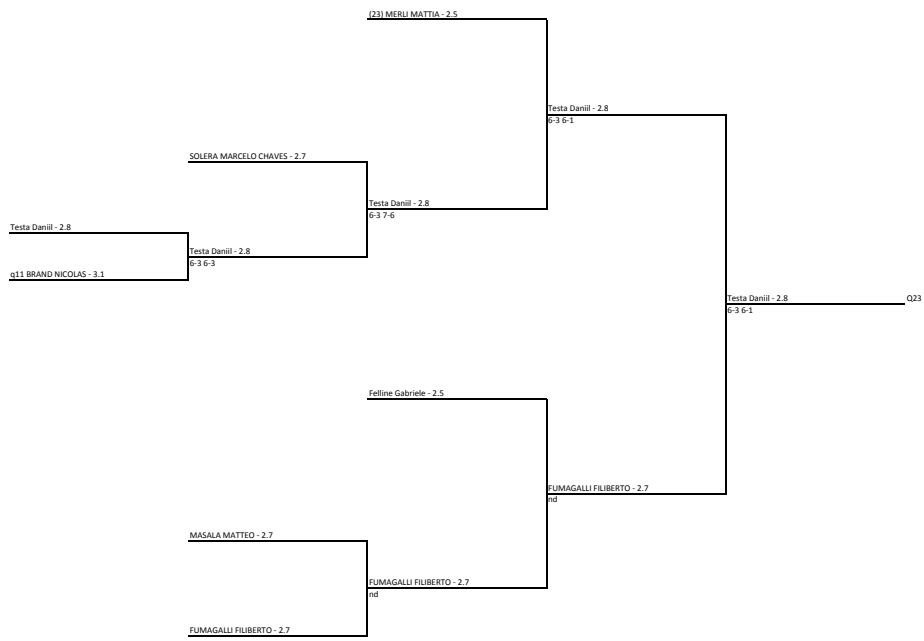 (23) MERLI MATTIA - 2.5
Testa Daniil - 2.8
6-3 6-1
SOLERA MARCELO CHAVES - 2.7
Testa Daniil - 2.8
6-3 7-6
Testa Daniil - 2.8
Testa Daniil - 2.8
6-3 6-3
q11 BRAND NICOLAS - 3.1
Testa Daniil - 2.8
6-3 6-1
Q23
Felline Gabriele - 2.5
FUMAGALLI FILIBERTO - 2.7
nd
MASALA MATTEO - 2.7
FUMAGALLI FILIBERTO - 2.7
nd
FUMAGALLI FILIBERTO - 2.7